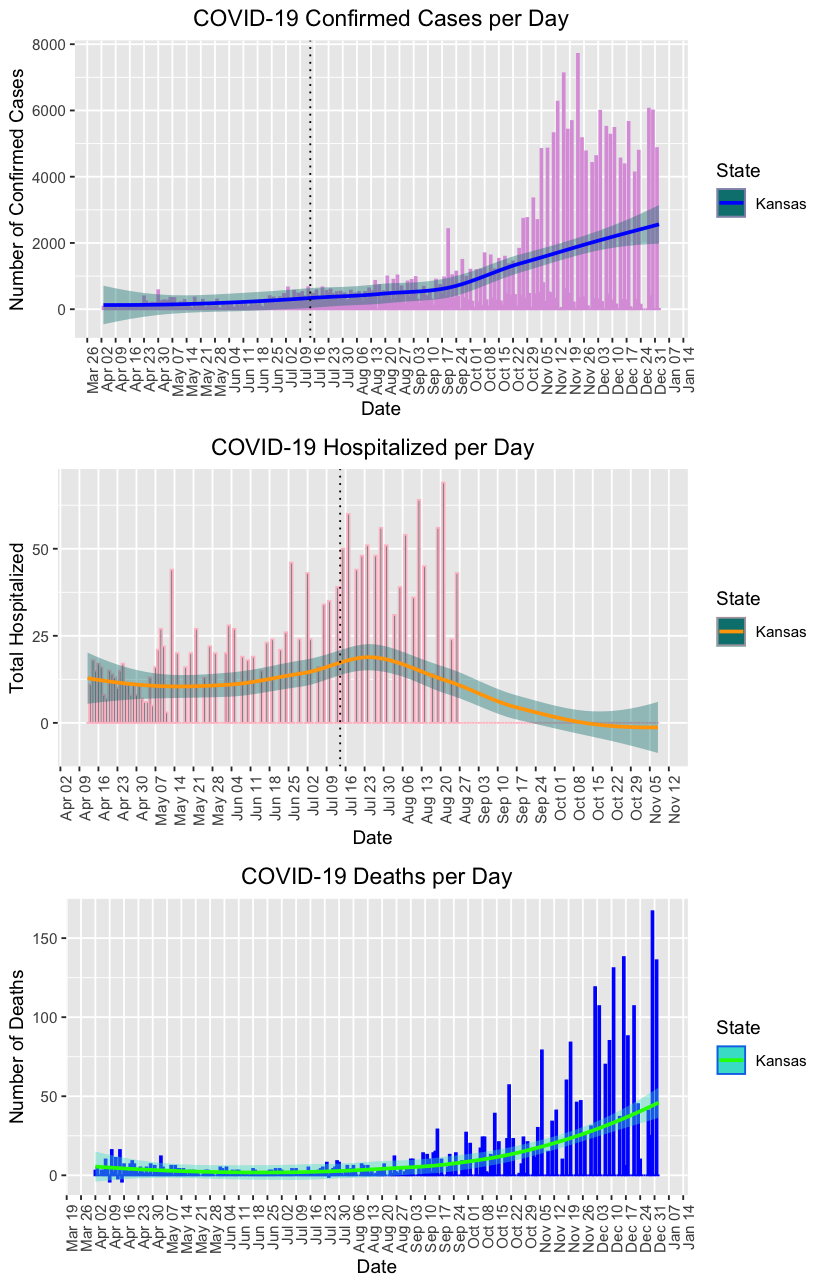 COVID-19 Confirmed Cases per Day
Number of Confirmed Cases
8000
6000
4000
2000
0
Mar 26
Apr 02
Apr 09
Apr 16
Apr 23
Apr 30
May 07
May 14
May 21
May 28
Jun 04
Jun 11
Jun 18
Jun 25
Jul 02
Jul 09
Jul 16
Jul 23
Jul 30
Aug 06
Aug 13
Aug 20
Aug 27
Sep 03
Sep 10
Sep 17
Sep 24
Oct 01
Oct 08
Oct 15
Oct 22
Oct 29
Nov 05
Nov 12
Nov 19
Nov 26
Dec 03
Dec 10
Dec 17
Dec 24
Dec 31
Jan 07
Jan 14
Date
State
Kansas
COVID-19 Hospitalized per Day
Total Hospitalized
50
25
0
Apr 02
Apr 09
Apr 16
Apr 23
Apr 30
May 07
May 14
May 21
May 28
Jun 04
Jun 11
Jun 18
Jun 25
Jul 02
Jul 09
Jul 16
Jul 23
Jul 30
Aug 06
Aug 13
Aug 20
Aug 27
Sep 03
Sep 10
Sep 17
Sep 24
Oct 01
Oct 08
Oct 15
Oct 22
Oct 29
Nov 05
Nov 12
Date
State
Kansas
COVID-19 Deaths per Day
Number of Deaths
150
100
50
0
Mar 19
Mar 26
Apr 02
Apr 09
Apr 16
Apr 23
Apr 30
May 07
May 14
May 21
May 28
Jun 04
Jun 11
Jun 18
Jun 25
Jul 02
Jul 09
Jul 16
Jul 23
Jul 30
Aug 06
Aug 13
Aug 20
Aug 27
Sep 03
Sep 10
Sep 17
Sep 24
Oct 01
Oct 08
Oct 15
Oct 22
Oct 29
Nov 05
Nov 12
Nov 19
Nov 26
Dec 03
Dec 10
Dec 17
Dec 24
Dec 31
Jan 07
Jan 14
Date
State
Kansas